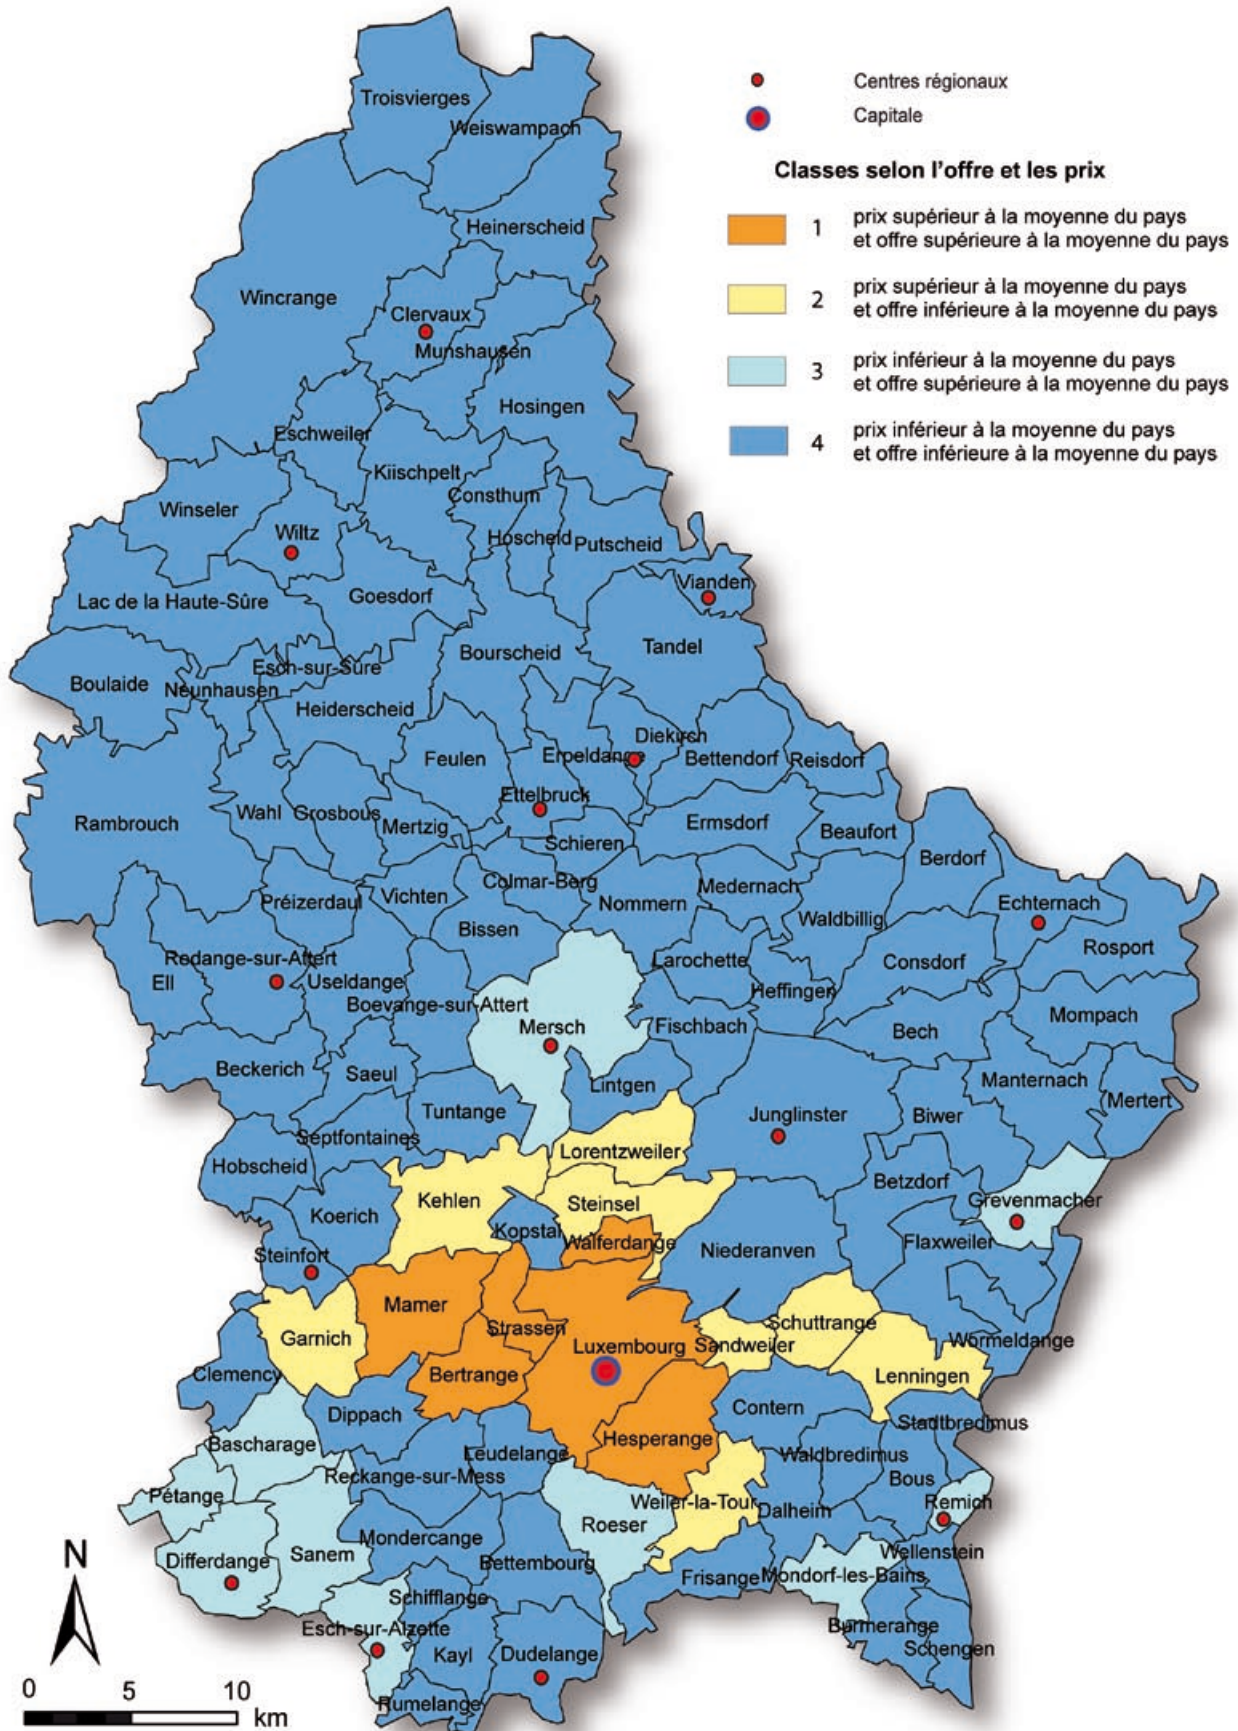 Centres régionaux
Capitale
Classes selon l'offre et les prix
1 prix supérieur à la moyenne du pays
et offre supérieure à la moyenne du pays
2 prix supérieur à la moyenne du pays
et offre inférieure à la moyenne du pays
3 prix inférieur à la moyenne du pays
et offre supérieure à la moyenne du pays
4 prix inférieur à la moyenne du pays
et offre inférieure à la moyenne du pays
Troisvierges
Weiswampach
Heinerscheid
Wincrange
Clervaux
Munshausen
Hosingen
Eschweiler
Kiischpelt
Consthum
Winseler
Wiltz
Hoscheid
Putscheid
Vianden
Lac de la Haute-Sûre
Goesdorf
Tandel
Bourscheid
Esch-sur-Sûre
Boulaide
Neunhausen
Heiderscheid
Diekirch
Feulen
Erpeldange
Bettendorf
Reisdorf
Ettelbruck
Rambrouch
Wahl
Grosbous
Mertzig
Ermsdorf
Beaufort
Schieren
Berdorf
Colmar-Berg
Medernach
Préizerdaul
Vichten
Nommern
Waldbillig
Echternach
Bissen
Rosport
Redange-sur-Attert
Ell
Useldange
Larochette
Consdorf
Heffingen
Boevange-sur-Attert
Mersch
Fischbach
Bech
Mompach
Beckerich
Saeul
Lintgen
Manternach
Mertert
Tuntange
Junglinster
Biwer
Septfontaines
Lorentzweiler
Hobscheid
Betzdorf
Kehlen
Steinsel
Grevenmacher
Koerich
Kopstal
Walferdange
Niederanven
Flaxweiler
Steinfort
Mamer
Strassen
Schuttrange
Garnich
Luxembourg
Sandweiler
Wormeldange
Clemency
Bertrange
Lenningen
Dippach
Contern
Stadtbredimus
Bascharage
Hesperange
Leudelange
Waldbredimus
Reckange-sur-Mess
Bous
Pétange
Weiler-la-Tour
Dalheim
Remich
Roeser
Mondercange
Differdange
Sanem
Bettembourg
Wellenstein
Frisange
Mondorf-les-Bains
Schifflange
Esch-sur-Alzette
Burmerange
Schengen
Kayl
Dudelange
Rumelange
N
0 5 10
km